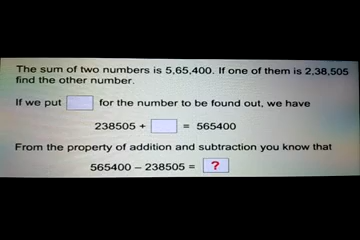 The sum of two numbers is 5,65,400. If one of them is 2,38,505
find the other number.
If we put for the number to be found out, we have
238505 + = 565400
From the property of addition and subtraction you know that
565400 – 238505 = ?